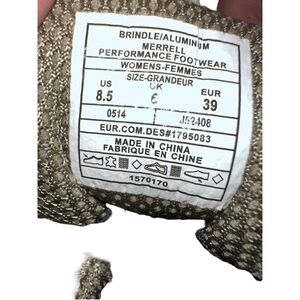 BRINDLE/ALUMINUM
MERRELL
PERFORMANCE FOOTWEAR
WOMENS-FEMMES
SIZE-GRANDEUR
US UK EUR
8.5 6 39
0514 J52408
EUR.COM.DES#1795083
MADE IN CHINA
FABRIQUE EN CHINE
1570170